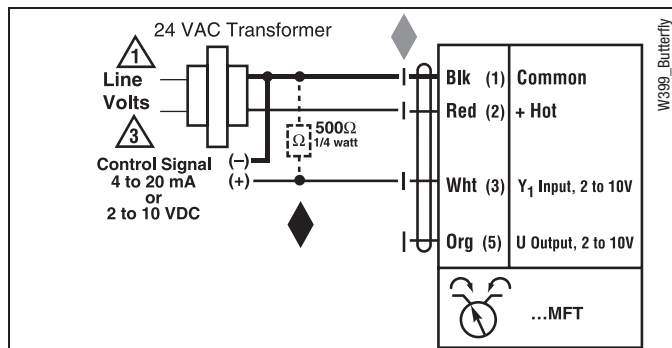 24 VAC Transformer
1
Line
Volts
3
Control Signal
4 to 20 mA
or
2 to 10 VDC
(–)
(+)
Ω
500Ω
1/4 watt
Blk (1) Common
Red (2) + Hot
Wht (3) Y1 Input, 2 to 10V
Org (5) U Output, 2 to 10V
...MFT
W399_Butterfly